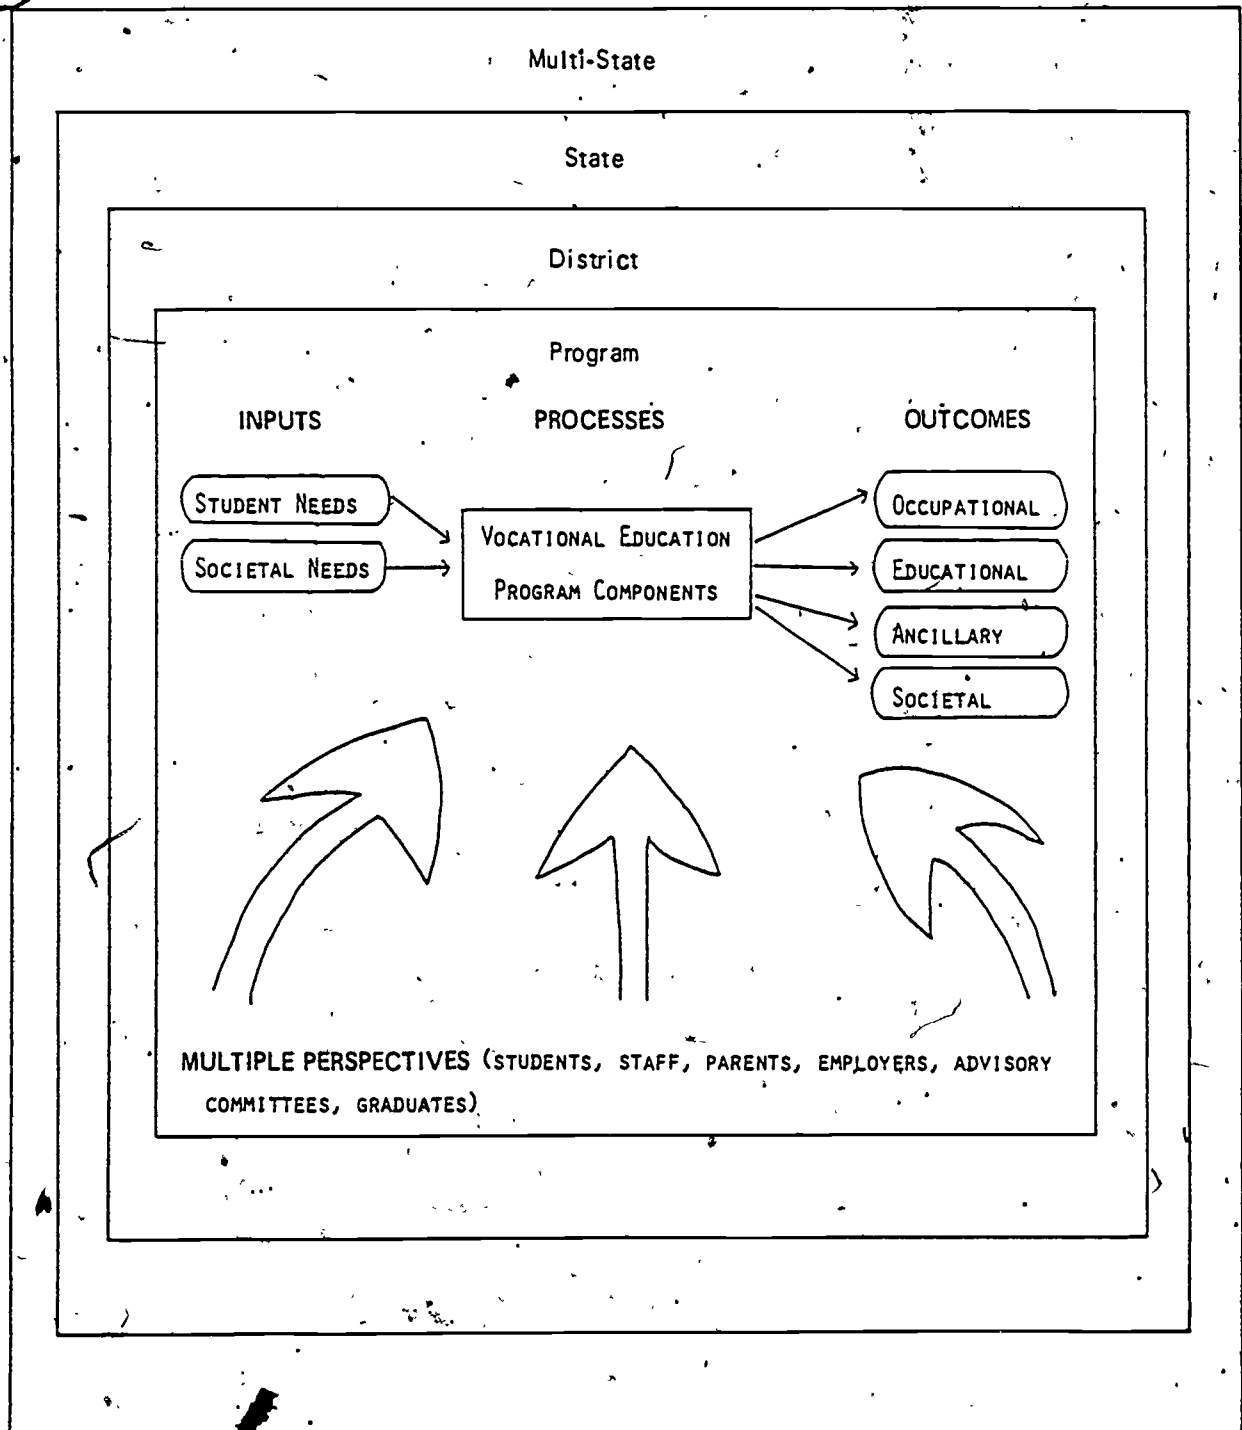 Multi-State
State
District
Program
INPUTS PROCESSES OUTCOMES
STUDENT NEEDS
SOCIETAL NEEDS
VOCATIONAL EDUCATION
PROGRAM COMPONENTS
OCCUPATIONAL
EDUCATIONAL
ANCILLARY
SOCIETAL
MULTIPLE PERSPECTIVES (STUDENTS, STAFF, PARENTS, EMPLOYERS, ADVISORY
COMMITTEES, GRADUATES)